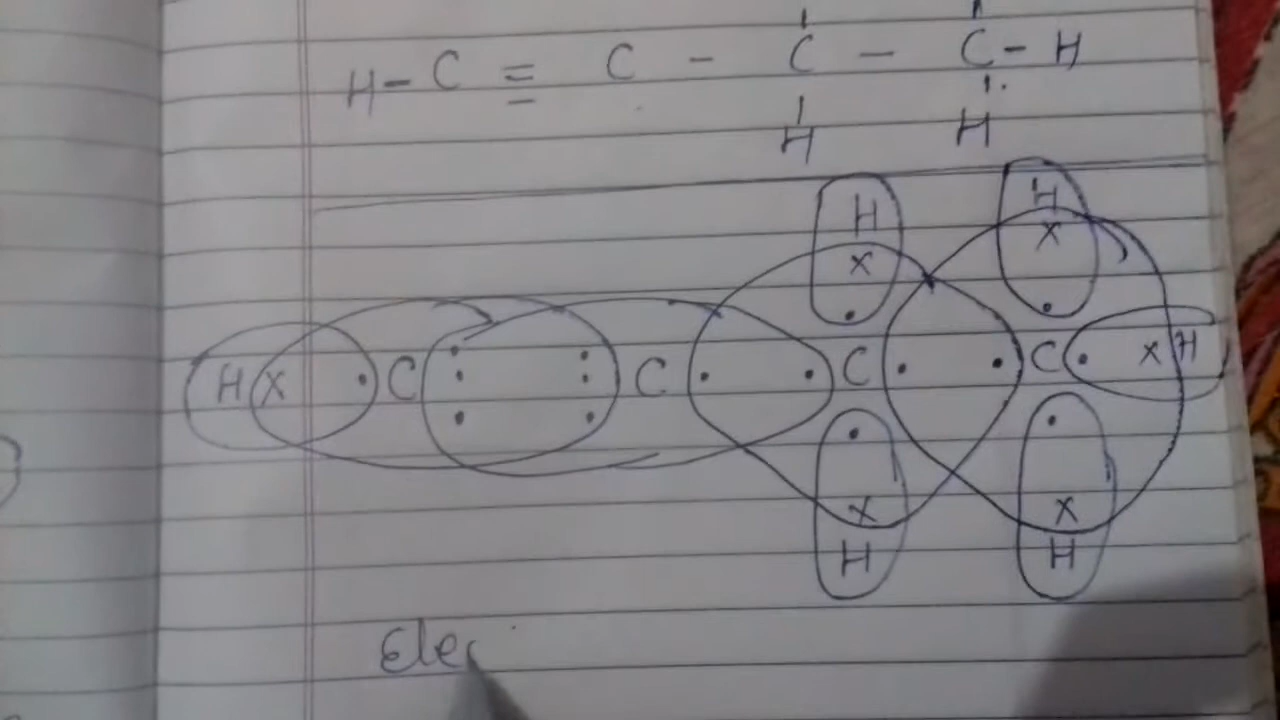 H - C ≡ C - C - C - H
H H
H H
X X
H X C C C C X H
X X
H H
Ele